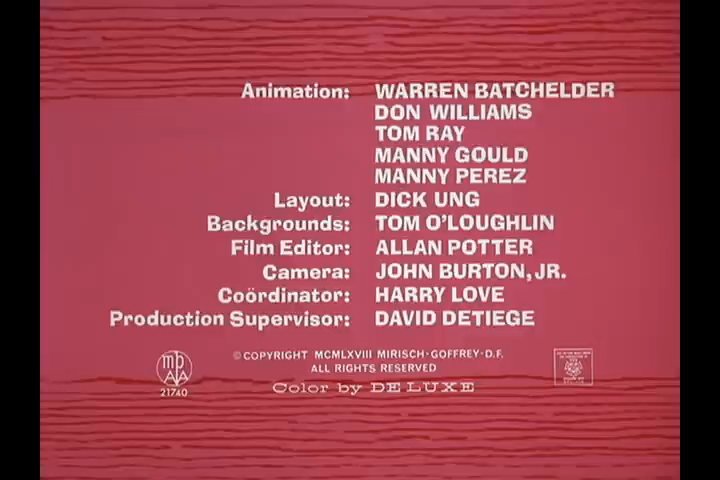 Animation: WARREN BATCHELDER
DON WILLIAMS
TOM RAY
MANNY GOULD
MANNY PEREZ
Layout: DICK UNG
Backgrounds: TOM O'LOUGHLIN
Film Editor: ALLAN POTTER
Camera: JOHN BURTON, JR.
Coördinator: HARRY LOVE
Production Supervisor: DAVID DETIEGE
mpAA
21740
© COPYRIGHT MCMLXVIII MIRISCH·GOFFREY·D.F.
ALL RIGHTS RESERVED
Color by DE LUXE